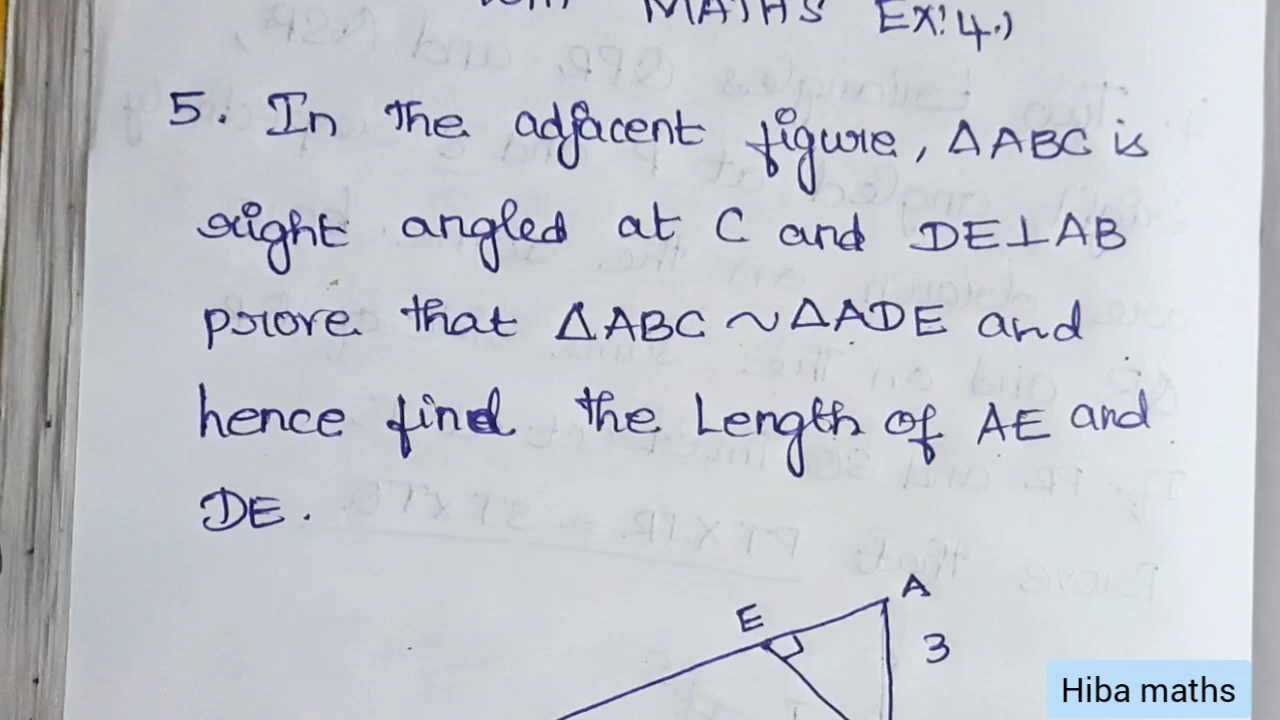 MATHS EX: 4.1
5. In the adjacent figure, ΔABC is
right angled at C and DE⊥AB
prove that ΔABC ~ ΔADE and
hence find the Length of AE and
DE.
A
E
3
Hiba maths